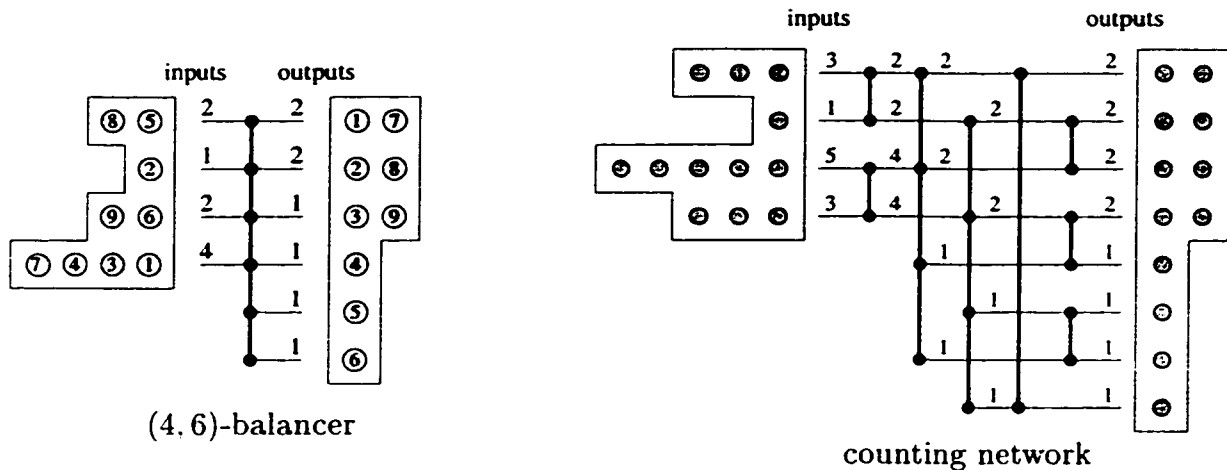 inputs outputs
2 2
8 5 1 7
1 2
2 2 8
2 1
9 6 3 9
4 1
7 4 3 1 4
1
5
1
6
(4,6)-balancer
inputs outputs
3 2 2 2
1 2 2 2
5 4 2 2
3 4 2 2
1 1
1 1
1 1
1 1
counting network